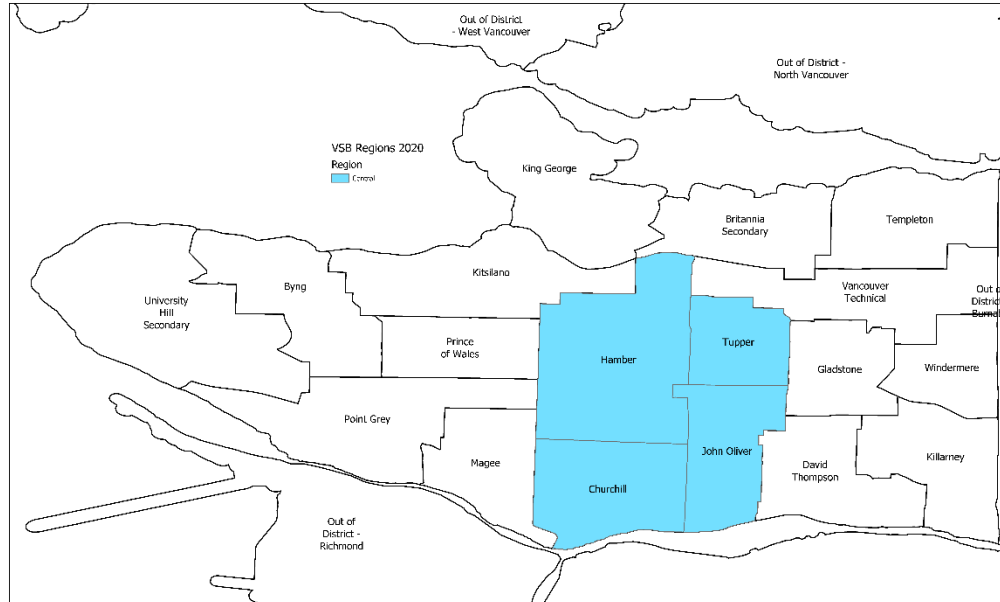 Out of District
- West Vancouver
Out of District -
North Vancouver
VSB Regions 2020
Region
Central
King George
Britannia
Secondary
Templeton
Kitsilano
Byng
Vancouver
Technical
University
Hill
Secondary
Out of
District -
Prince
of Wales
Hamber
Tupper
Gladstone
Windermere
Point Grey
Magee
Churchill
John Oliver
David
Thompson
Killarney
Out of
District -
Richmond